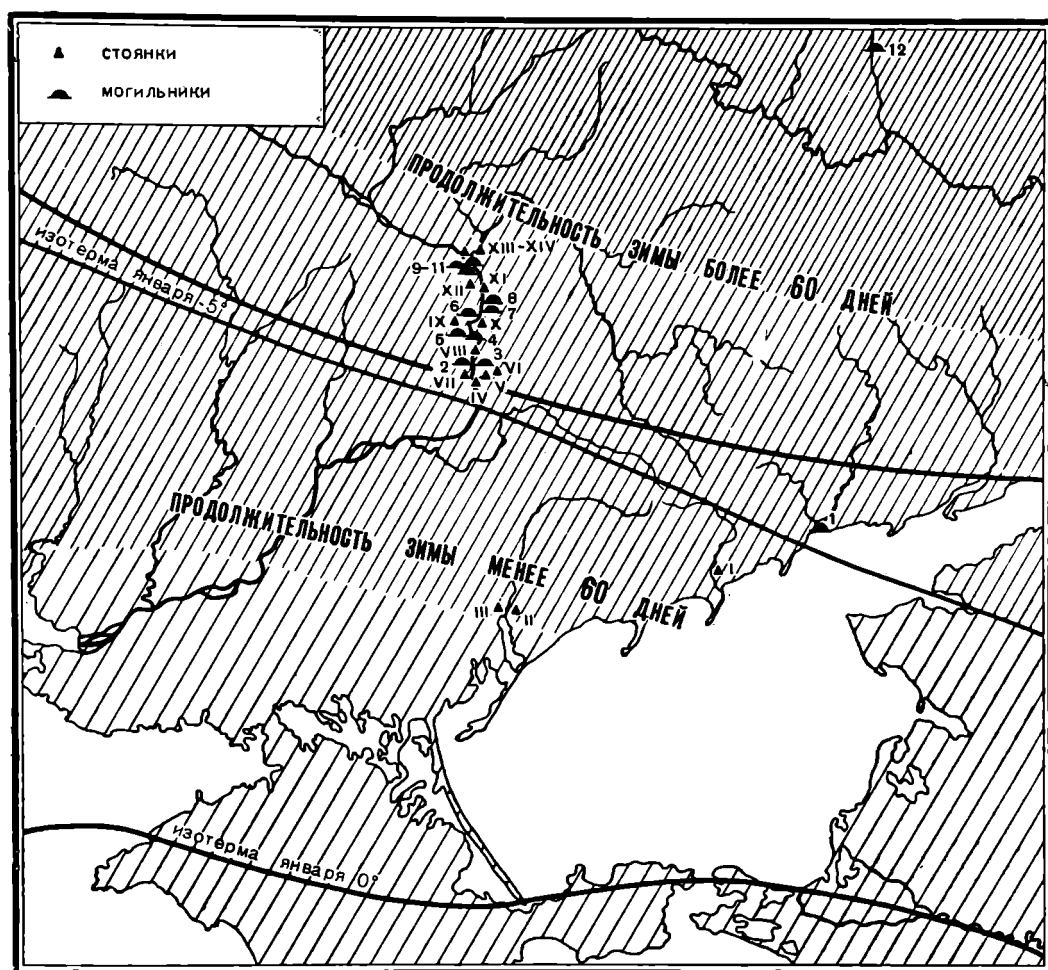 СТОЯНКИ
МОГИЛЬНИКИ
12
ПРОДОЛЖИТЕЛЬНОСТЬ ЗИМЫ БОЛЕЕ 60 ДНЕЙ
изотерма января -5°
XIII-XIV
9-11
XI
XII
8
6
7
IX
X
5
4
VIII
3
2
VI
VII
V
IV
ПРОДОЛЖИТЕЛЬНОСТЬ ЗИМЫ МЕНЕЕ 60 ДНЕЙ
1
I
III
II
изотерма января 0°